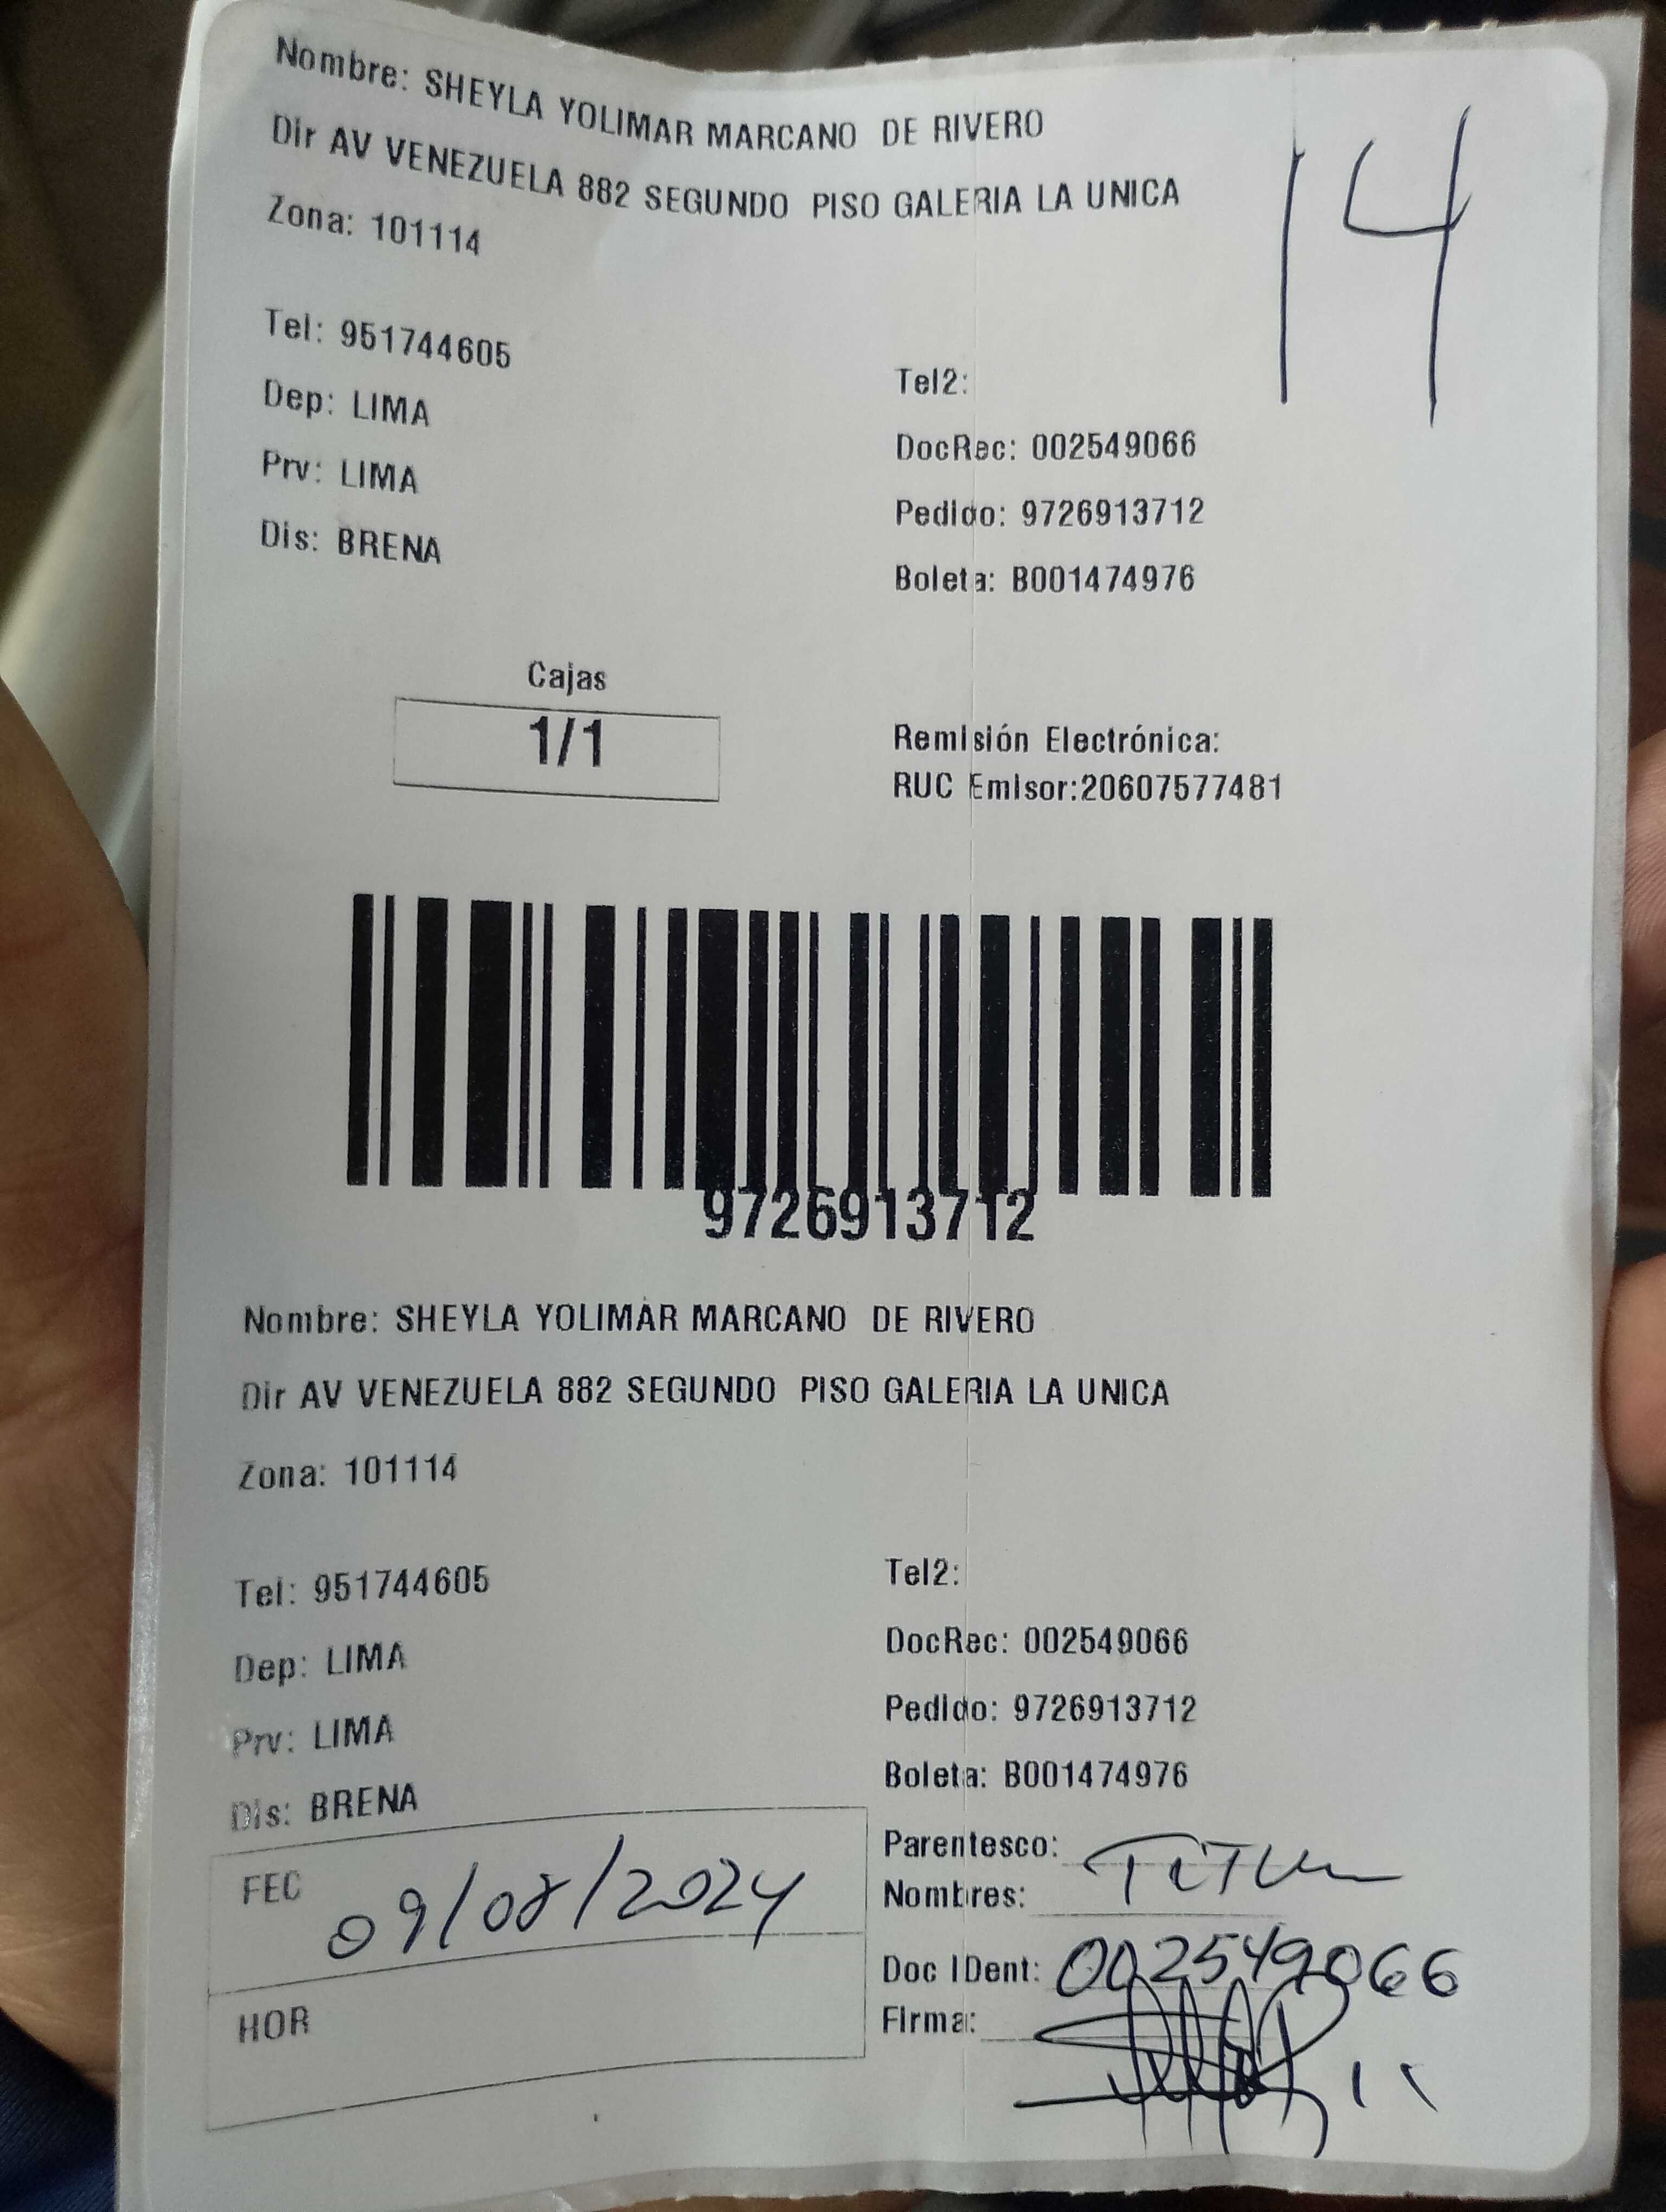 Nombre: SHEYLA YOLIMAR MARCANO DE RIVERO
Dir AV VENEZUELA 882 SEGUNDO PISO GALERIA LA UNICA
14
Zona: 101114
Tel: 951744605
Tel2:
Dep: LIMA
DocRec: 002549066
Prv: LIMA
Pedido: 9726913712
Dis: BRENA
Boleta: B001474976
Cajas
1/1
Remisión Electrónica:
RUC Emisor:20607577481
9726913712
Nombre: SHEYLA YOLIMAR MARCANO DE RIVERO
Dir AV VENEZUELA 882 SEGUNDO PISO GALERIA LA UNICA
Zona: 101114
Tel: 951744605
Tel2:
Dep: LIMA
DocRec: 002549066
Prv: LIMA
Pedido: 9726913712
Dis: BRENA
Boleta: B001474976
FEC 09/08/2024
Parentesco:
Nombres:
Doc IDent: 002549066
HOR
Firma: